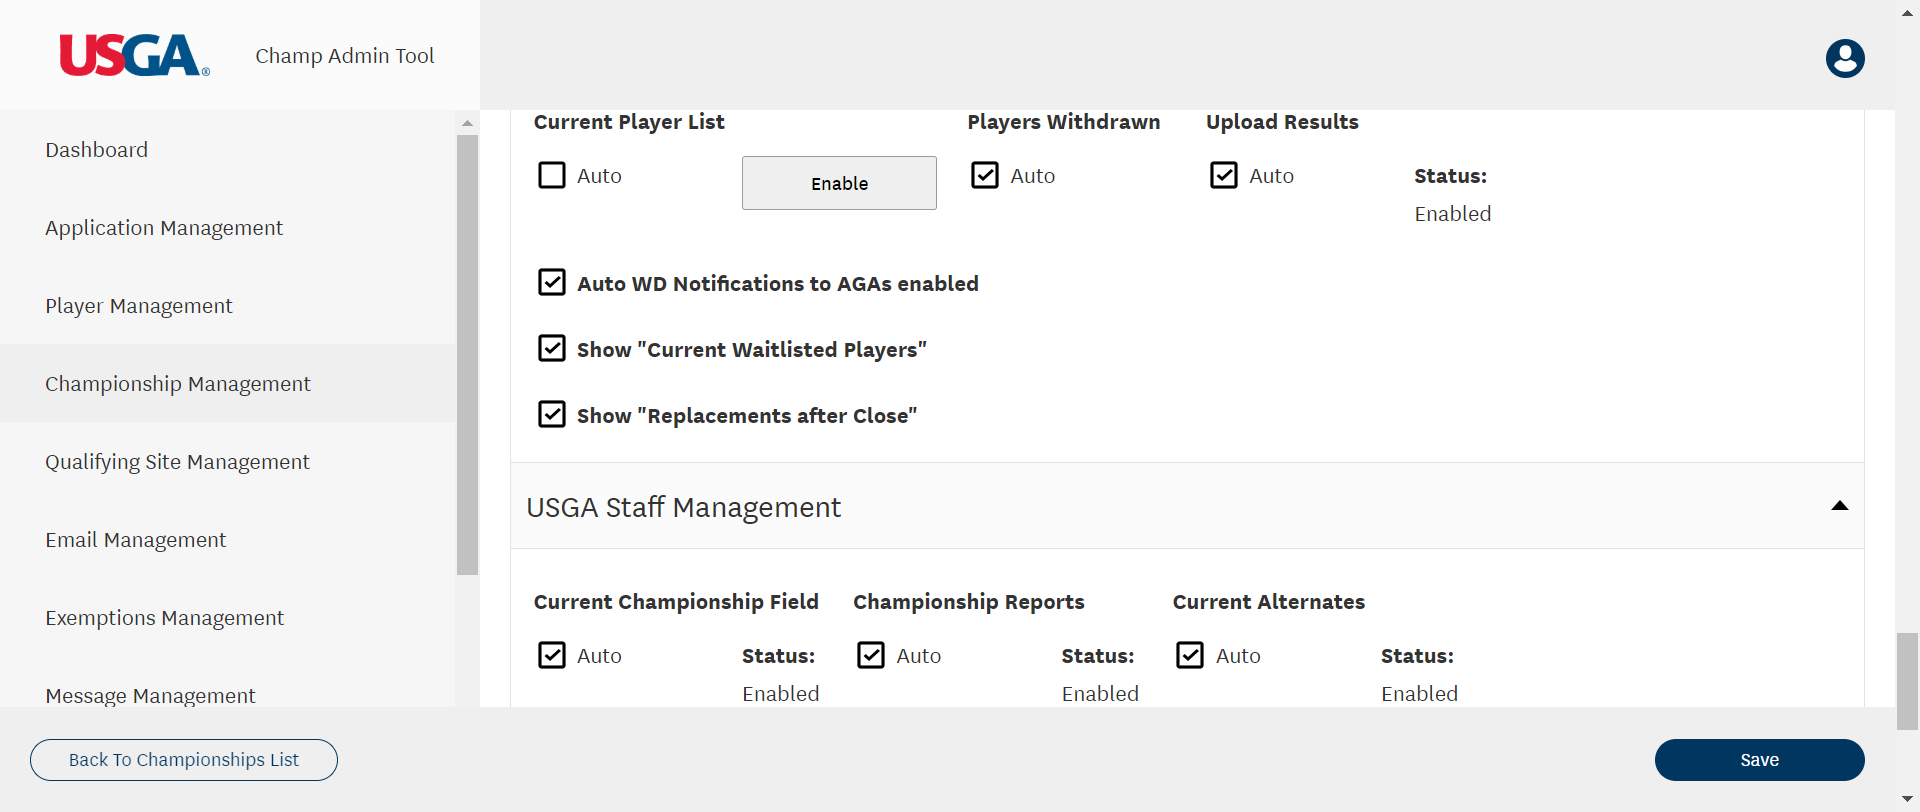 USGA®
Champ Admin Tool
Dashboard
Application Management
Player Management
Championship Management
Qualifying Site Management
Email Management
Exemptions Management
Message Management
Current Player List
Players Withdrawn
Upload Results
Auto
Enable
Auto
Auto
Status:
Enabled
Auto WD Notifications to AGAs enabled
Show "Current Waitlisted Players"
Show "Replacements after Close"
USGA Staff Management
Current Championship Field
Championship Reports
Current Alternates
Auto
Status:
Enabled
Auto
Status:
Enabled
Auto
Status:
Enabled
Back To Championships List
Save